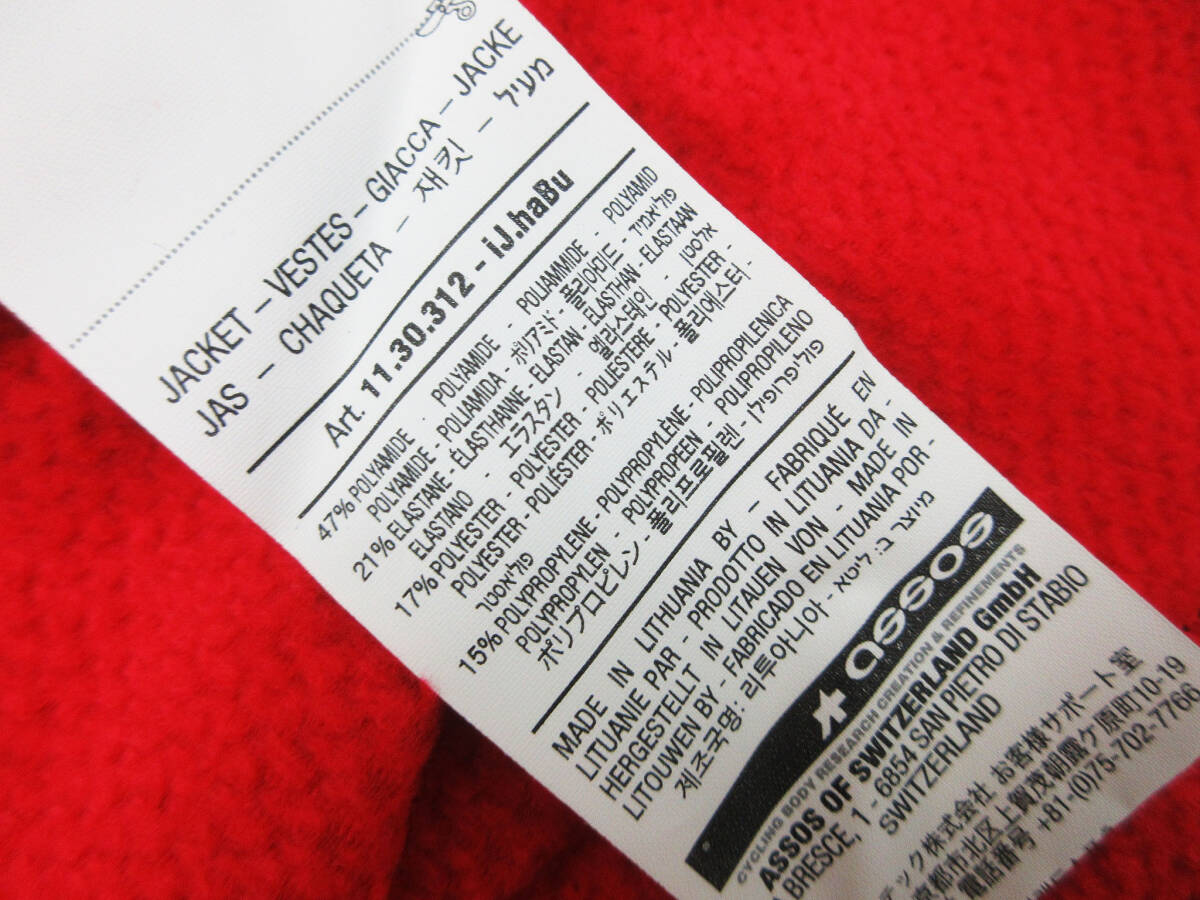 JACKET – VESTES – GIACCA – JACKE
JAS – CHAQUETA – 재킷 – מעיל
Art. 11.30.312 - iJ.haBu
47% POLYAMIDE - POLYAMIDE - POLIAMMIDE - POLYAMID
POLYAMIDE - POLIAMIDA - ポリアミド - 폴리아미드 - פוליאמיד
21% ELASTANE - ÉLASTHANNE - ELASTAN - ELASTHAN - ELASTAAN
ELASTANO - エラスタン - 엘라스테인 - אלסטן
17% POLYESTER - POLYESTER - POLIESTERE - POLYESTER -
POLYESTER - POLIÉSTER - ポリエステル - 폴리에스터 -
פוליאסטר
15% POLYPROPYLENE - POLYPROPYLÈNE - POLIPROPILENICA
POLYPROPYLEN - POLYPROPEEN - POLIPROPILENO
ポリプロピレン - 폴리프로필렌 - פוליפרופילן
MADE IN LITHUANIA BY – FABRIQUÉ EN
LITUANIE PAR - PRODOTTO IN LITUANIA DA -
HERGESTELLT IN LITAUEN VON - MADE IN
LITOUWEN BY - FABRICADO EN LITUANIA POR -
제조국명: 리투아니아 - מיוצר ב: ליטא
assos
CYCLING BODY RESEARCH CREATION & REFINEMENTS
ASSOS OF SWITZERLAND GmbH
BRESCE, 1 - 6854 SAN PIETRO DI STABIO
SWITZERLAND
テック株式会社 お客様サポート室
京都市北区上賀茂朝露ケ原町10-19
電話番号 +81-(0)75-702-7766